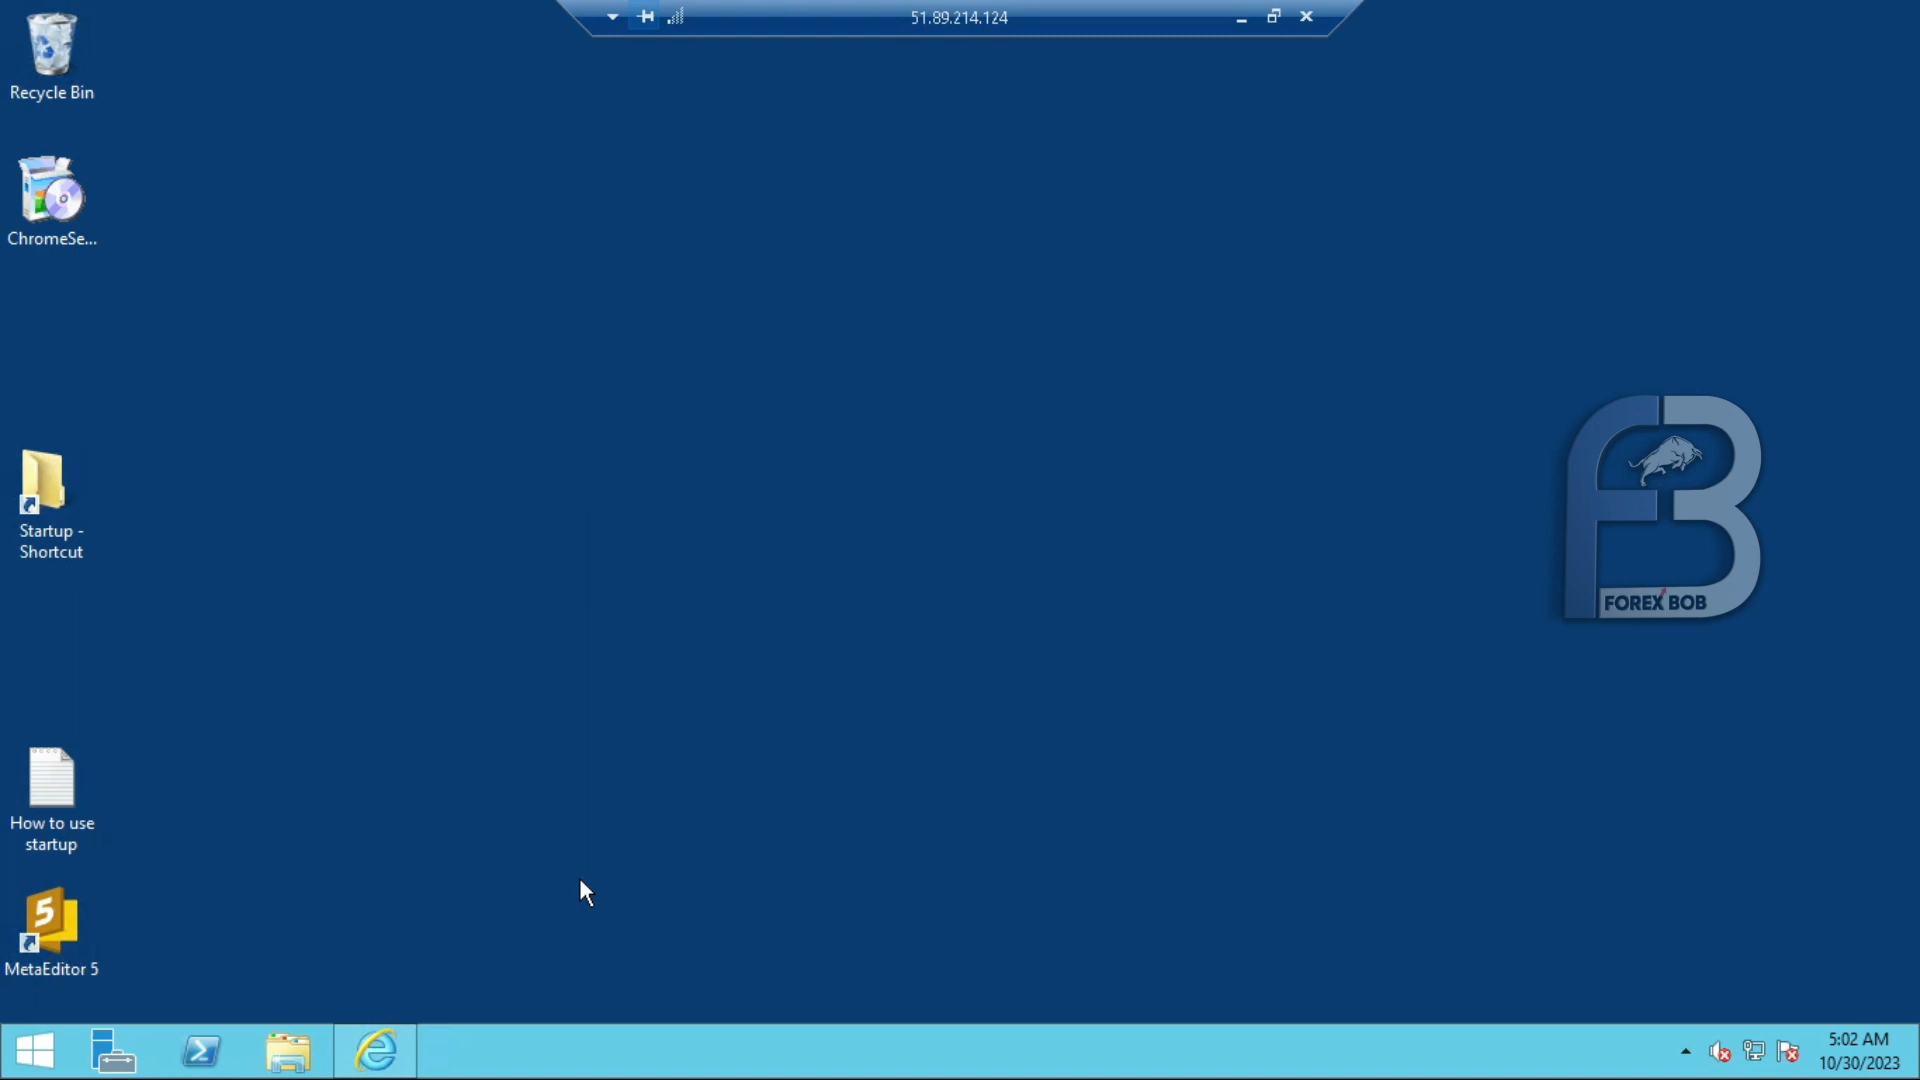 51.89.214.124
Recycle Bin
ChromeSe...
Startup -
Shortcut
How to use
startup
5
MetaEditor 5
FOREX BOB
5:02 AM
10/30/2023